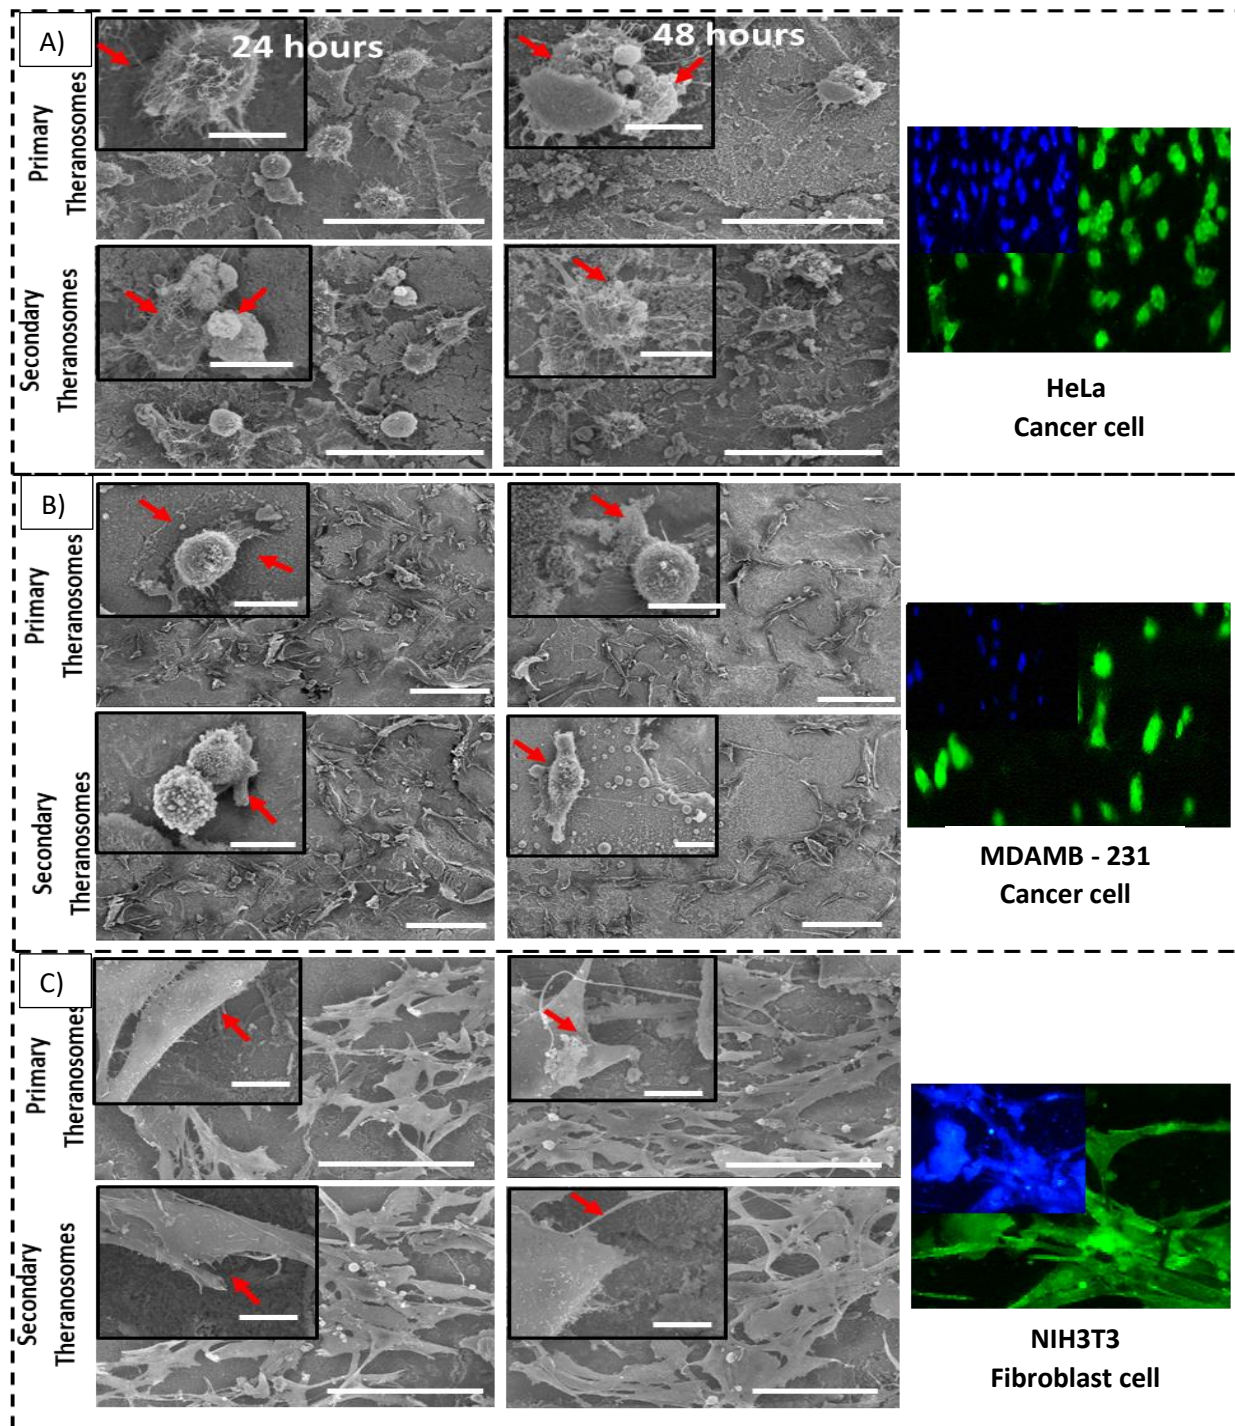 A)
24 hours
48 hours
Primary
Theranosomes
Secondary
Theranosomes
HeLa
Cancer cell
B)
Primary
Theranosomes
Secondary
Theranosomes
MDAMB - 231
Cancer cell
C)
Primary
Theranosomes
Secondary
Theranosomes
NIH3T3
Fibroblast cell